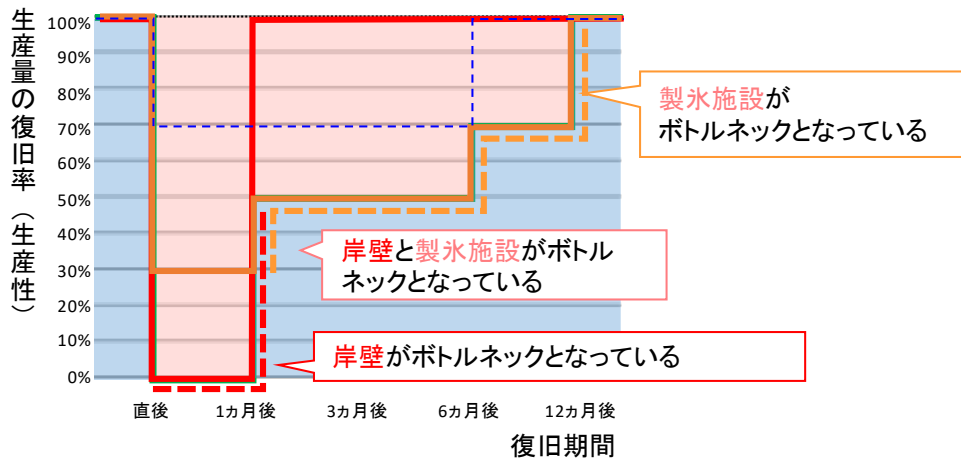 生産量の復旧率（生産性）
100%
90%
80%
70%
60%
50%
40%
30%
20%
10%
0%
製氷施設が
ボトルネックとなっている
岸壁と製氷施設がボトル
ネックとなっている
岸壁がボトルネックとなっている
直後
1ヵ月後
3ヵ月後
6ヵ月後
12ヵ月後
復旧期間